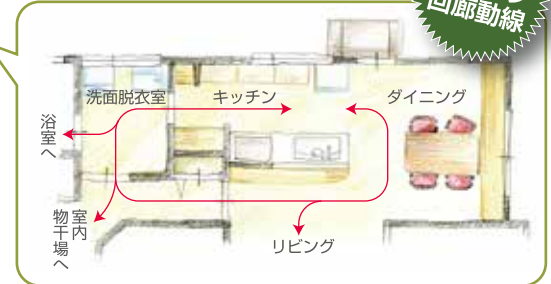 回廊動線
洗面脱衣室
キッチン
ダイニング
浴室へ
室内
物干場へ
リビング